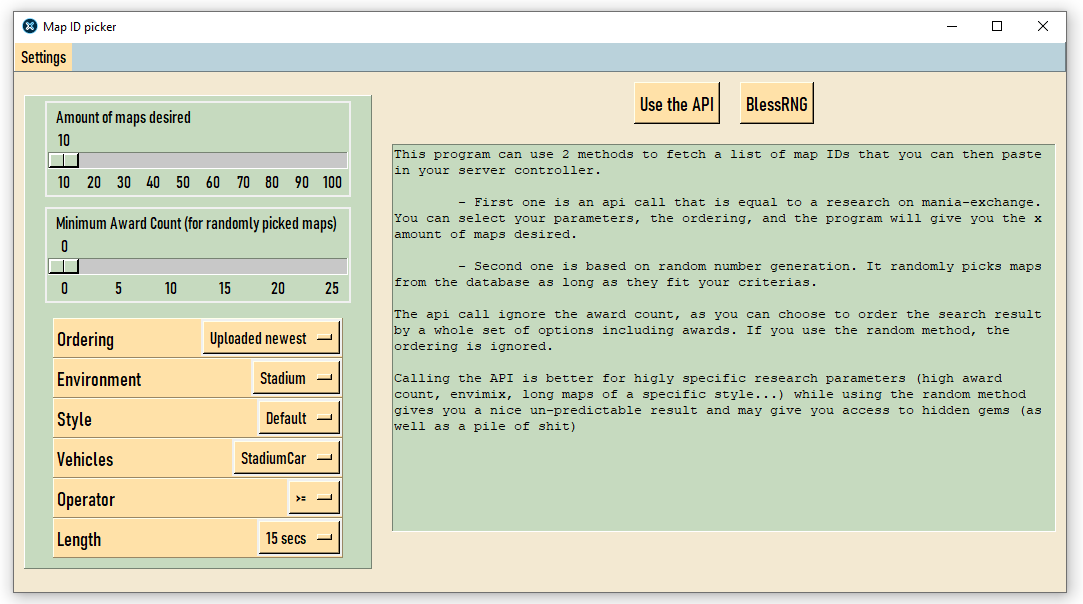 Map ID picker
Settings
Amount of maps desired
10
10 20 30 40 50 60 70 80 90 100
Minimum Award Count (for randomly picked maps)
0
0 5 10 15 20 25
Ordering Uploaded newest
Environment Stadium
Style Default
Vehicles StadiumCar
Operator >=
Length 15 secs
Use the API BlessRNG
This program can use 2 methods to fetch a list of map IDs that you can then paste
in your server controller.
- First one is an api call that is equal to a research on mania-exchange.
You can select your parameters, the ordering, and the program will give you the x
amount of maps desired.
- Second one is based on random number generation. It randomly picks maps
from the database as long as they fit your criterias.
The api call ignore the award count, as you can choose to order the search result
by a whole set of options including awards. If you use the random method, the
ordering is ignored.
Calling the API is better for higly specific research parameters (high award
count, envimix, long maps of a specific style...) while using the random method
gives you a nice un-predictable result and may give you access to hidden gems (as
well as a pile of shit)